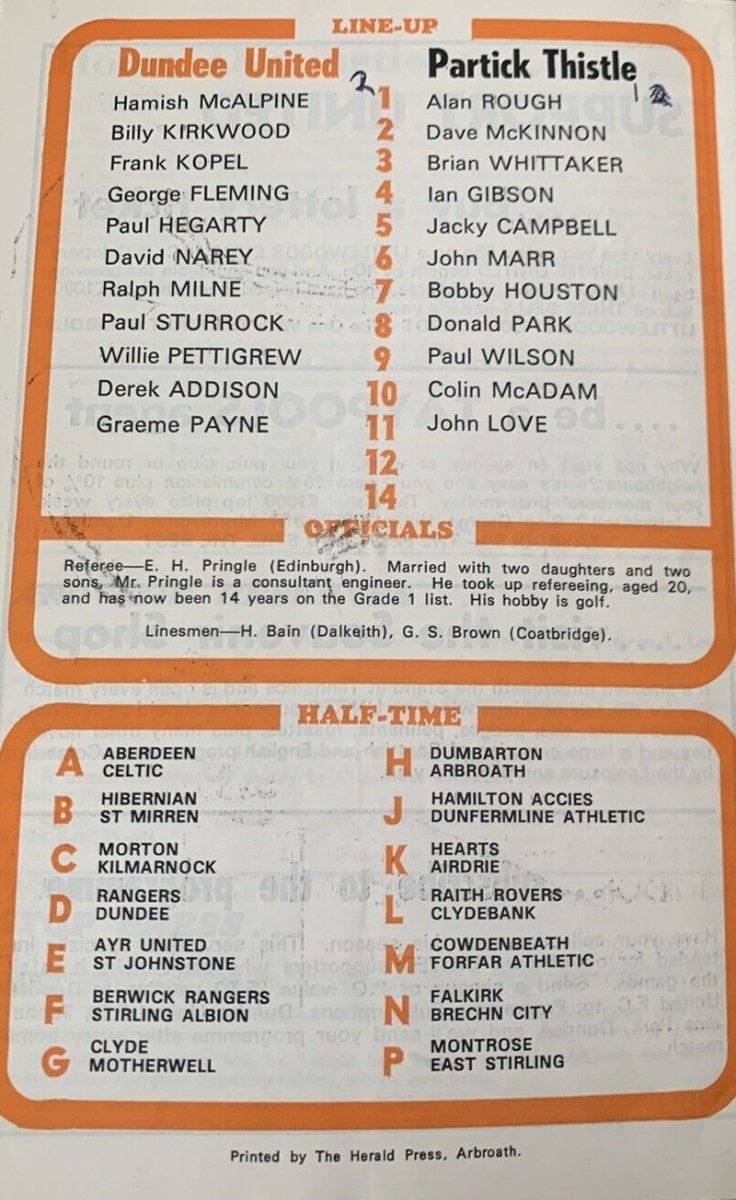 LINE-UP
Dundee United 2 Partick Thistle 1
Hamish McALPINE 1 Alan ROUGH
Billy KIRKWOOD 2 Dave McKINNON
Frank KOPEL 3 Brian WHITTAKER
George FLEMING 4 Ian GIBSON
Paul HEGARTY 5 Jacky CAMPBELL
David NAREY 6 John MARR
Ralph MILNE 7 Bobby HOUSTON
Paul STURROCK 8 Donald PARK
Willie PETTIGREW 9 Paul WILSON
Derek ADDISON 10 Colin McADAM
Graeme PAYNE 11 John LOVE
12
14
OFFICIALS
Referee—E. H. Pringle (Edinburgh). Married with two daughters and two
sons, Mr. Pringle is a consultant engineer. He took up refereeing, aged 20,
and has now been 14 years on the Grade 1 list. His hobby is golf.
Linesmen—H. Bain (Dalkeith), G. S. Brown (Coatbridge).
HALF-TIME
A ABERDEEN
CELTIC
B HIBERNIAN
ST MIRREN
C MORTON
KILMARNOCK
D RANGERS
DUNDEE
E AYR UNITED
ST JOHNSTONE
F BERWICK RANGERS
STIRLING ALBION
G CLYDE
MOTHERWELL
H DUMBARTON
ARBROATH
J HAMILTON ACCIES
DUNFERMLINE ATHLETIC
K HEARTS
AIRDRIE
L RAITH ROVERS
CLYDEBANK
M COWDENBEATH
FORFAR ATHLETIC
N FALKIRK
BRECHN CITY
P MONTROSE
EAST STIRLING
Printed by The Herald Press, Arbroath.